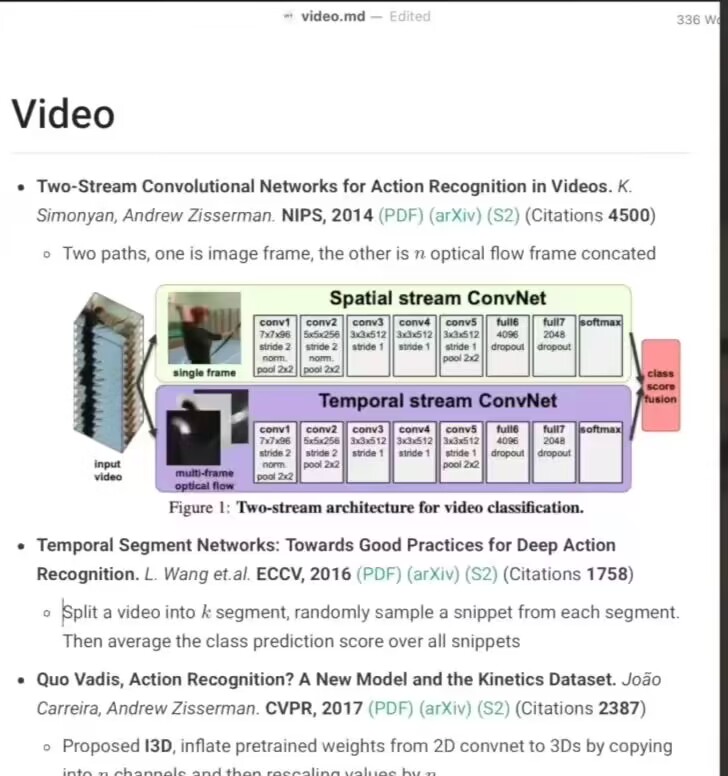 video.md — Edited
336 Wo
Video
• Two-Stream Convolutional Networks for Action Recognition in Videos. K.
Simonyan, Andrew Zisserman. NIPS, 2014 (PDF) (arXiv) (S2) (Citations 4500)
◦ Two paths, one is image frame, the other is n optical flow frame concated
Spatial stream ConvNet
single frame
conv1 7x7x96 stride 2 norm. pool 2x2
conv2 5x5x256 stride 2 norm. pool 2x2
conv3 3x3x512 stride 1
conv4 3x3x512 stride 1
conv5 3x3x512 stride 1 pool 2x2
full6 4096 dropout
full7 2048 dropout
softmax
Temporal stream ConvNet
multi-frame
optical flow
conv1 7x7x96 stride 2 norm. pool 2x2
conv2 5x5x256 stride 2 pool 2x2
conv3 3x3x512 stride 1
conv4 3x3x512 stride 1
conv5 3x3x512 stride 1 pool 2x2
full6 4096 dropout
full7 2048 dropout
softmax
input
video
class
score
fusion
Figure 1: Two-stream architecture for video classification.
• Temporal Segment Networks: Towards Good Practices for Deep Action
Recognition. L. Wang et.al. ECCV, 2016 (PDF) (arXiv) (S2) (Citations 1758)
◦ Split a video into k segment, randomly sample a snippet from each segment.
Then average the class prediction score over all snippets
• Quo Vadis, Action Recognition? A New Model and the Kinetics Dataset. João
Carreira, Andrew Zisserman. CVPR, 2017 (PDF) (arXiv) (S2) (Citations 2387)
◦ Proposed I3D, inflate pretrained weights from 2D convnet to 3Ds by copying
into n channels and then rescaling values by n